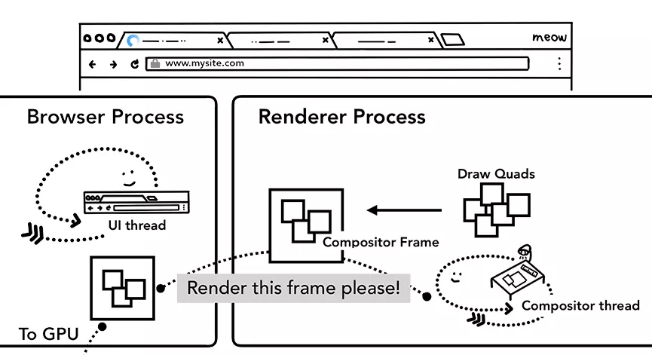 meow
www.mysite.com
Browser Process
Renderer Process
Draw Quads
UI thread
Compositor Frame
Render this frame please!
Compositor thread
To GPU